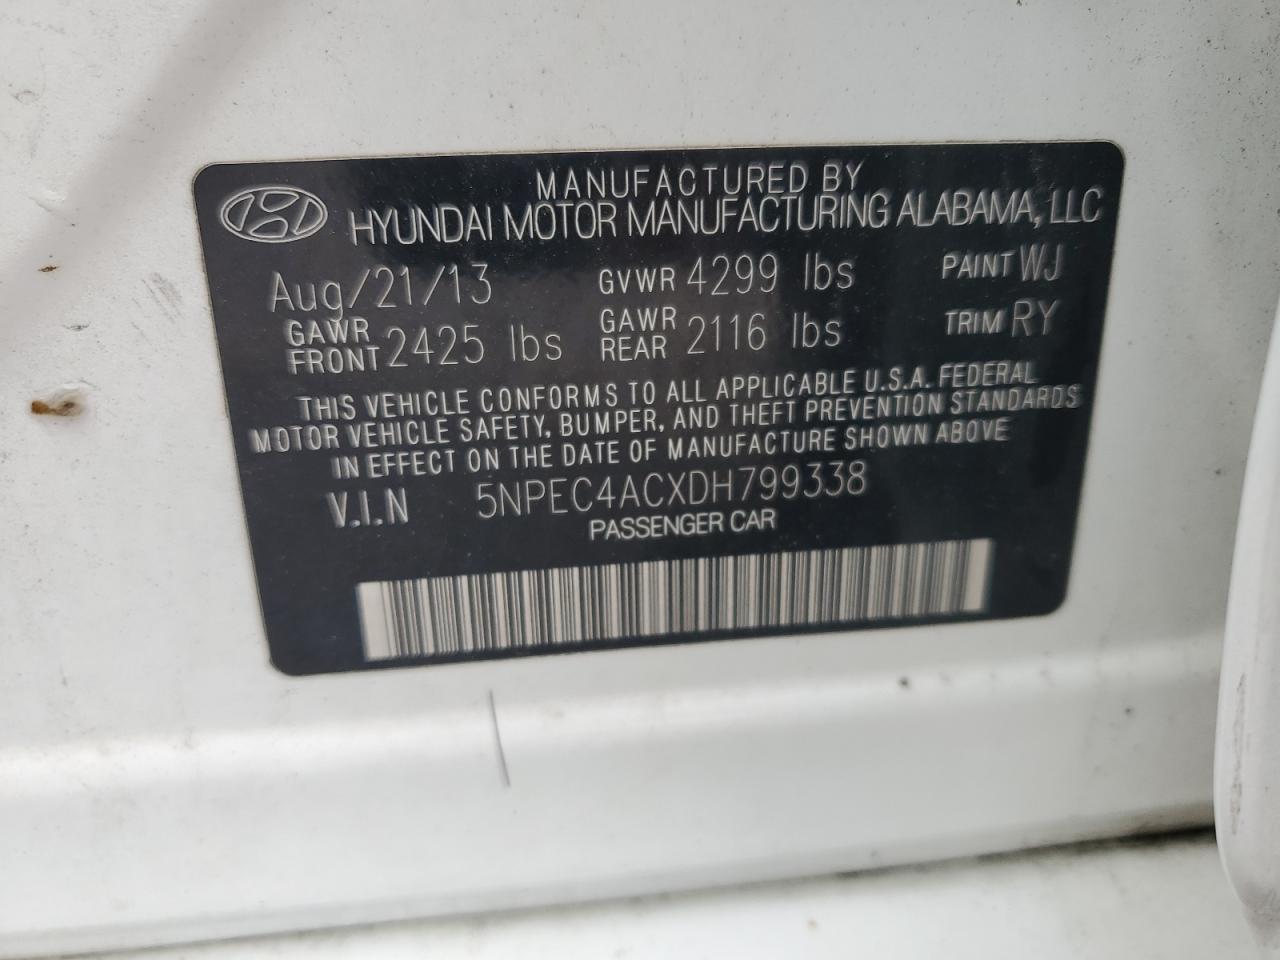 MANUFACTURED BY
HYUNDAI MOTOR MANUFACTURING ALABAMA, LLC
Aug/21/13 GVWR 4299 lbs PAINT WJ
GAWR FRONT 2425 lbs GAWR REAR 2116 lbs TRIM RY
THIS VEHICLE CONFORMS TO ALL APPLICABLE U.S.A. FEDERAL
MOTOR VEHICLE SAFETY, BUMPER, AND THEFT PREVENTION STANDARDS
IN EFFECT ON THE DATE OF MANUFACTURE SHOWN ABOVE
V.I.N 5NPEC4ACXDH799338
PASSENGER CAR